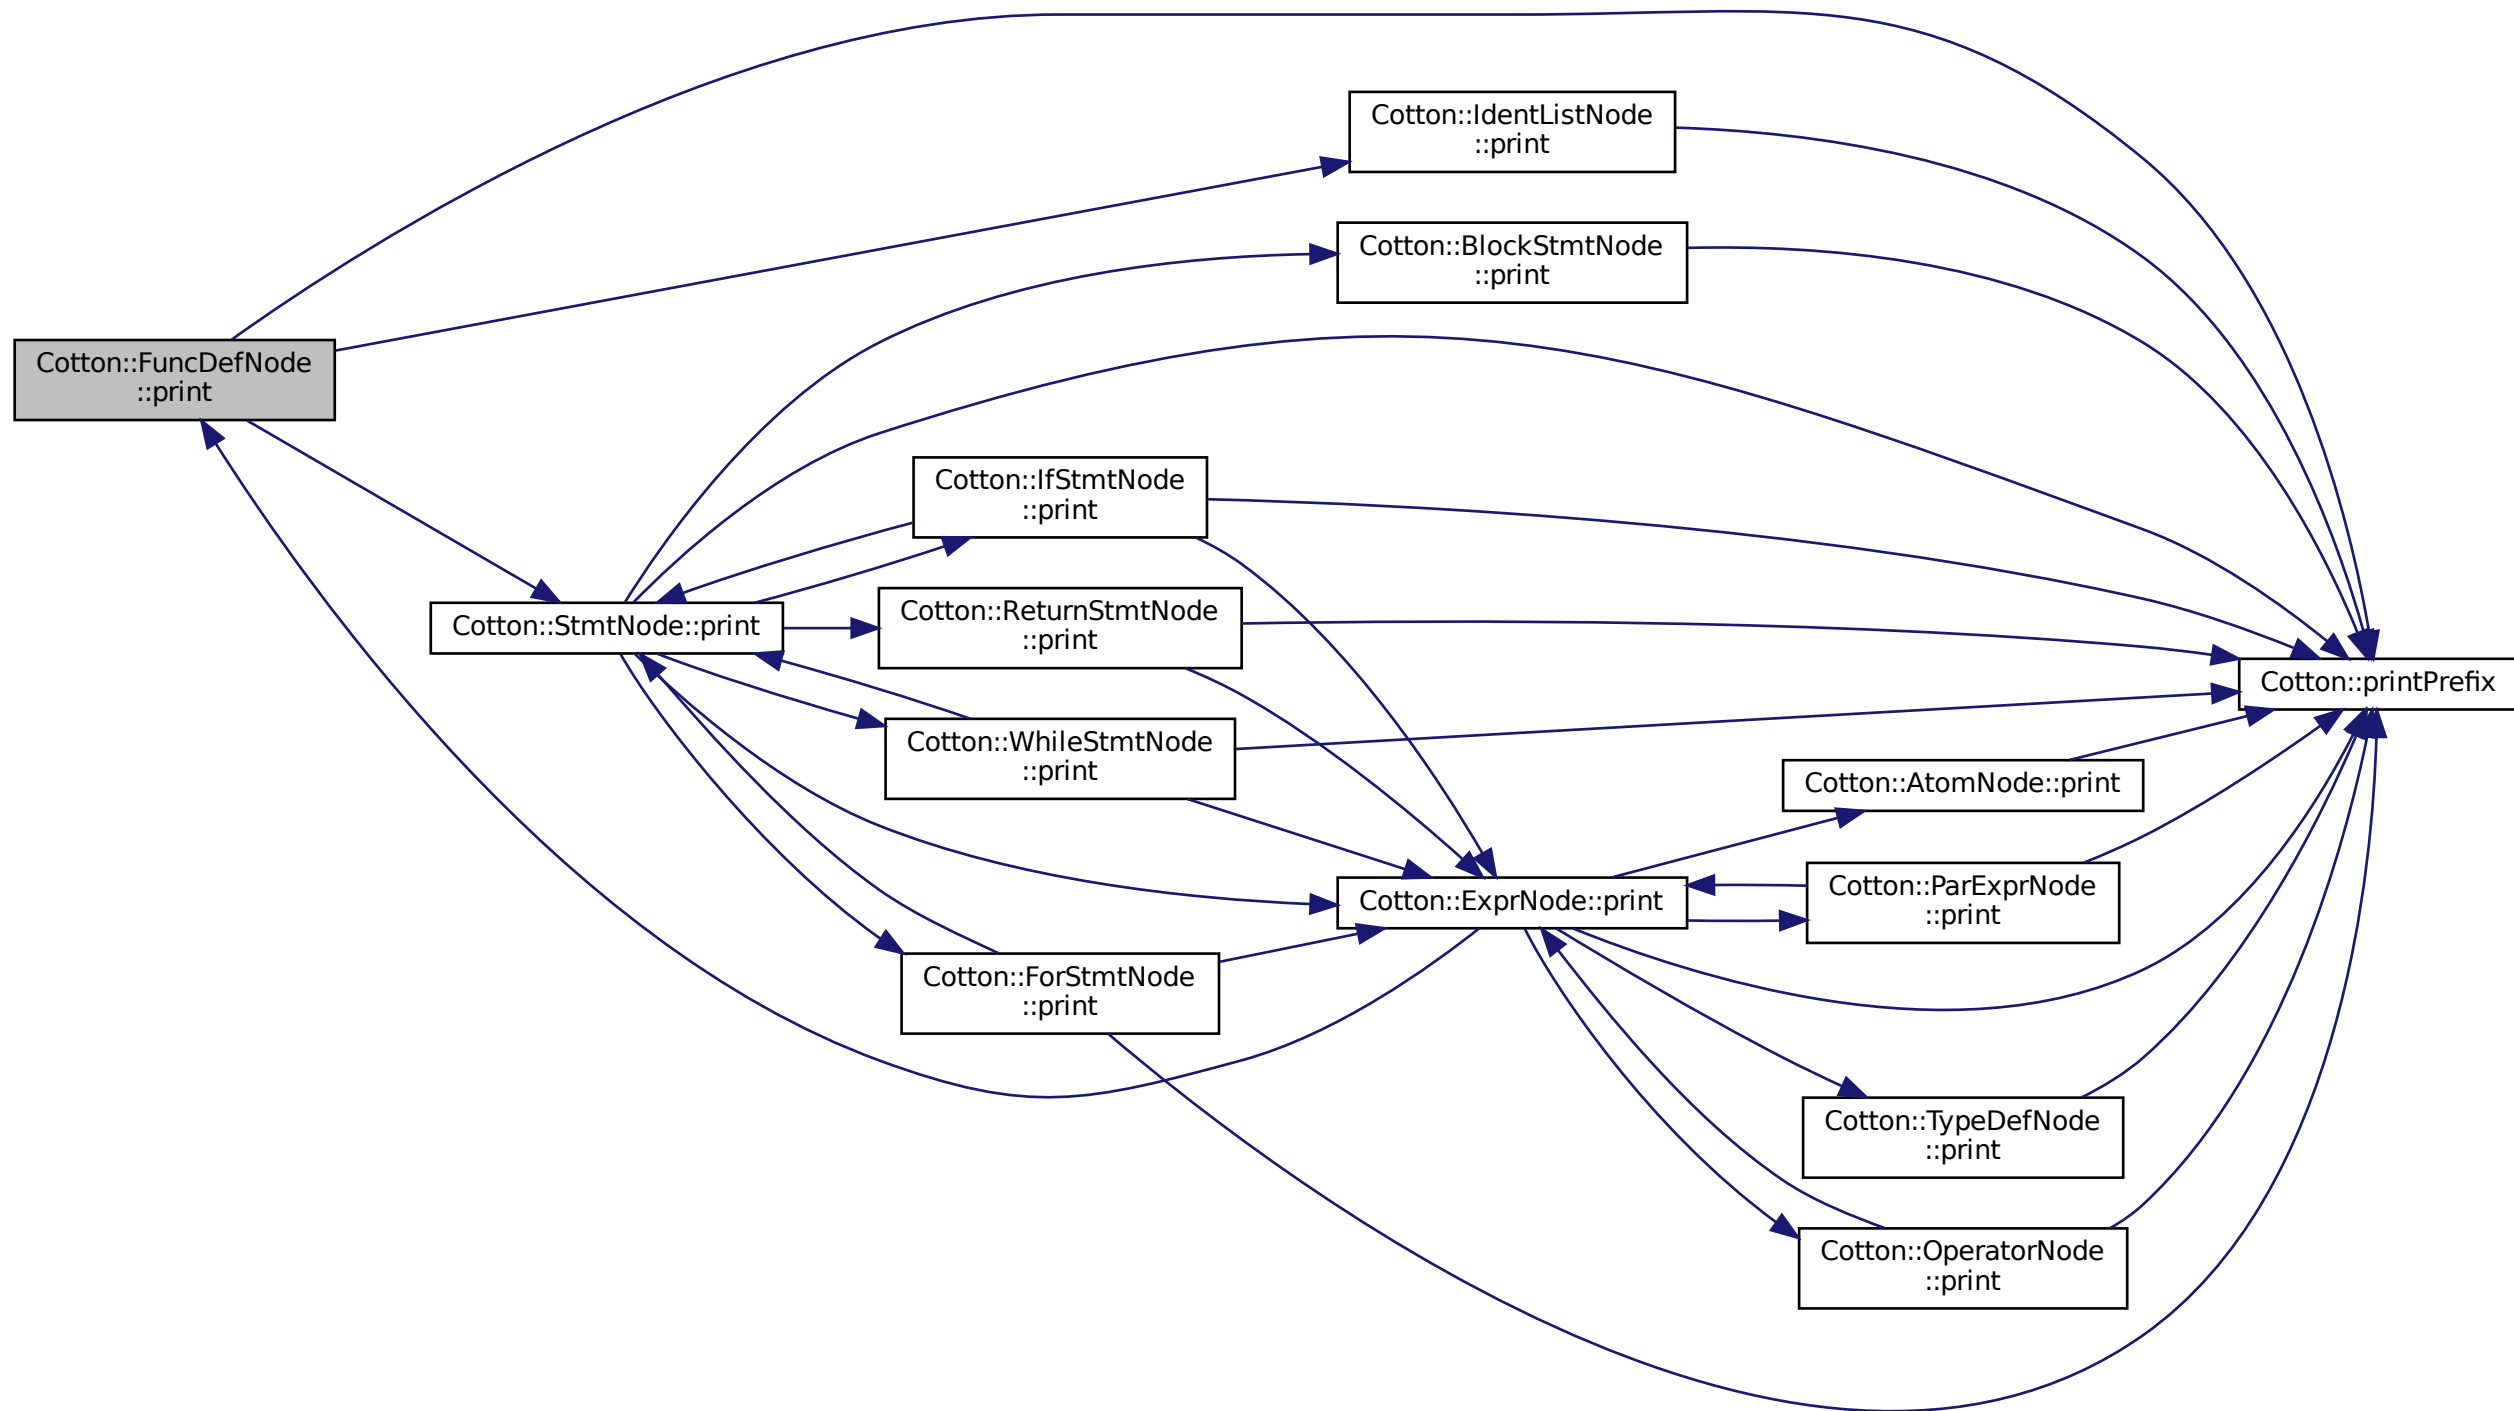 Cotton::FuncDefNode
::print
Cotton::IdentListNode
::print
Cotton::BlockStmtNode
::print
Cotton::IfStmtNode
::print
Cotton::StmtNode::print
Cotton::ReturnStmtNode
::print
Cotton::WhileStmtNode
::print
Cotton::ForStmtNode
::print
Cotton::ExprNode::print
Cotton::printPrefix
Cotton::AtomNode::print
Cotton::ParExprNode
::print
Cotton::TypeDefNode
::print
Cotton::OperatorNode
::print